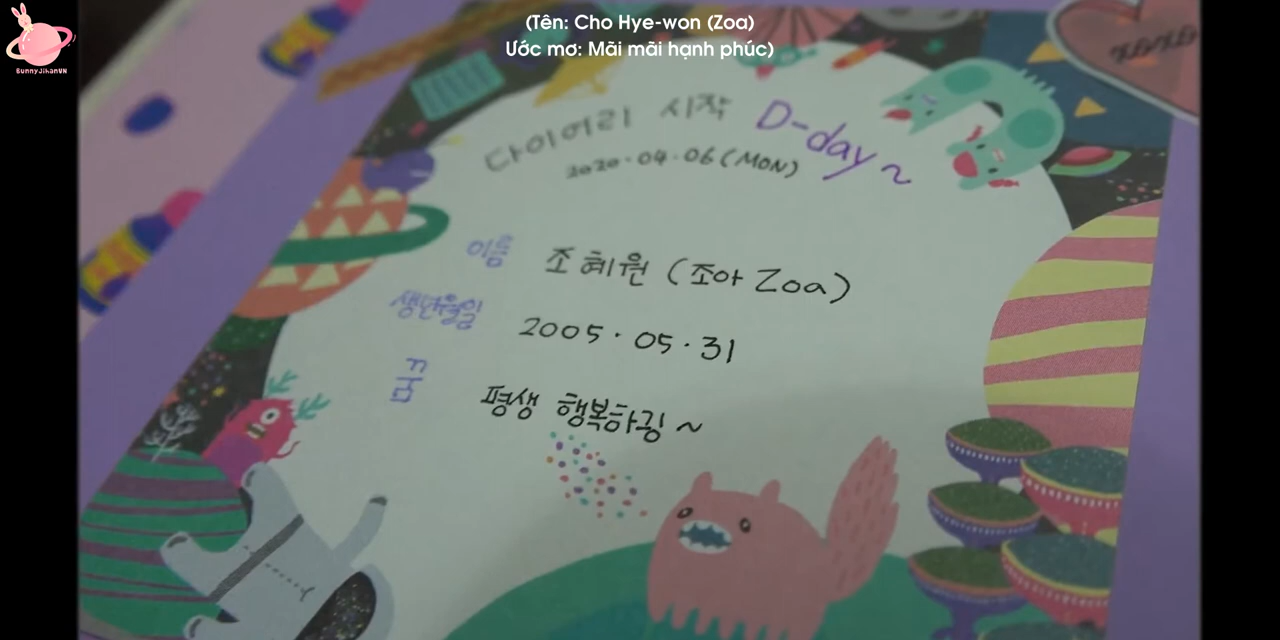 (Tên: Cho Hye-won (Zoa)
Ước mơ: Mãi mãi hạnh phúc)
BunnyJihanVN
다이어리 시작 D-day~
2020·04·06(MON)
이름 조혜원 (조아 Zoa)
생년월일 2005·05·31
꿈 평생 행복하깅~